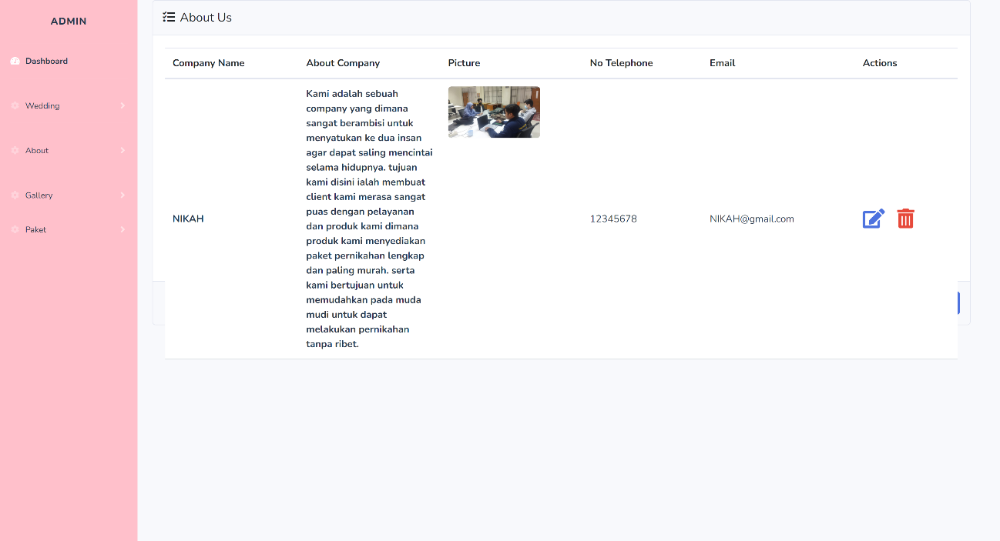 ADMIN
Dashboard
Wedding
About
Gallery
Paket
About Us
Company Name About Company Picture No Telephone Email Actions
NIKAH
Kami adalah sebuah
company yang dimana
sangat berambisi untuk
menyatukan ke dua insan
agar dapat saling mencintai
selama hidupnya. tujuan
kami disini ialah membuat
client kami merasa sangat
puas dengan pelayanan
dan produk kami dimana
produk kami menyediakan
paket pernikahan lengkap
dan paling murah. serta
kami bertujuan untuk
memudahkan pada muda
mudi untuk dapat
melakukan pernikahan
tanpa ribet.
12345678
NIKAH@gmail.com